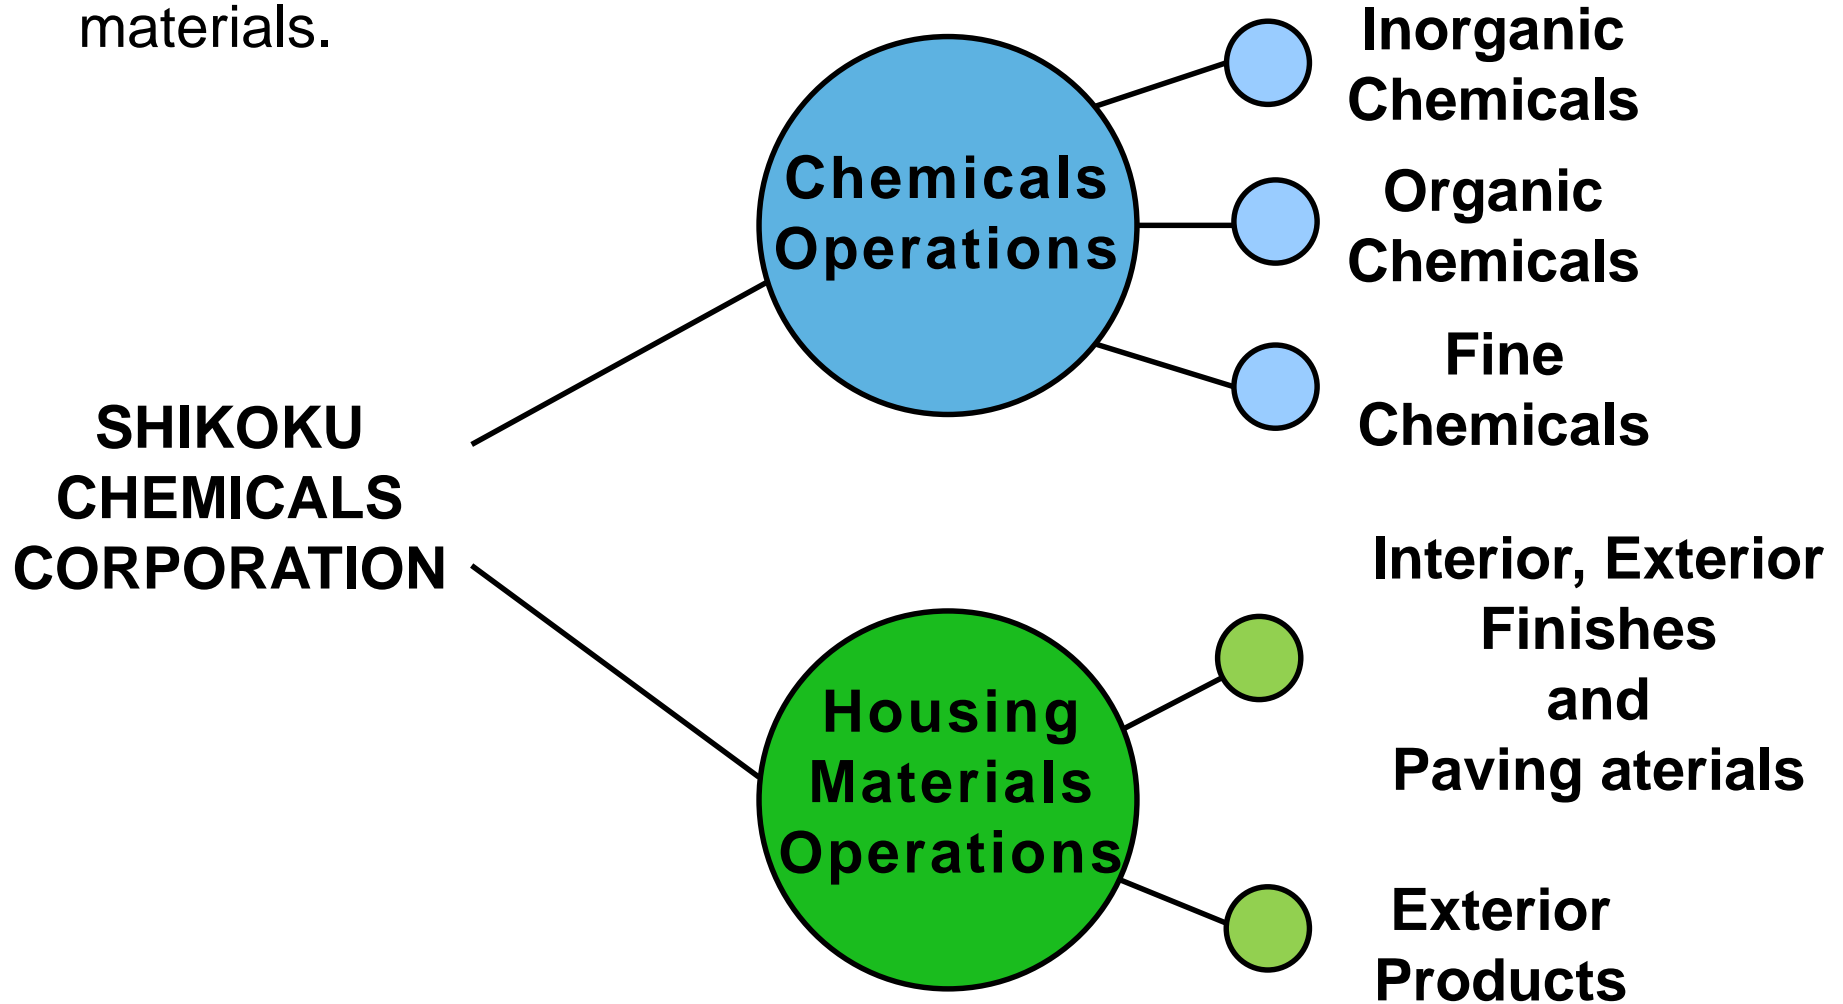 materials.
SHIKOKU
CHEMICALS
CORPORATION
Chemicals
Operations
Inorganic
Chemicals
Organic
Chemicals
Fine
Chemicals
Housing
Materials
Operations
Interior, Exterior
Finishes
and
Paving aterials
Exterior
Products